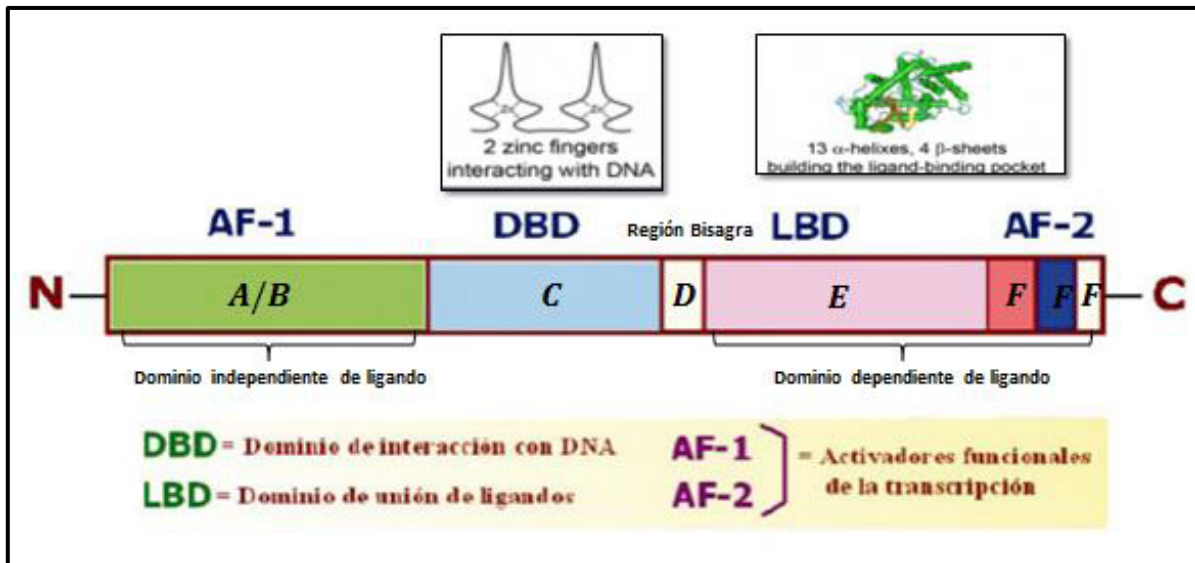 Zn Zn
2 zinc fingers
interacting with DNA
13 α-helixes, 4 β-sheets
building the ligand-binding pocket
AF-1 DBD Región Bisagra LBD AF-2
N A/B C D E F F F C
Dominio independiente de ligando Dominio dependiente de ligando
DBD = Dominio de interacción con DNA
LBD = Dominio de unión de ligandos
AF-1
AF-2
= Activadores funcionales
de la transcripción